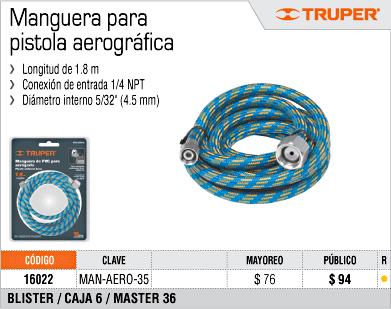 Manguera para
pistola aerográfica
TRUPER®
› Longitud de 1.8 m
› Conexión de entrada 1/4 NPT
› Diámetro interno 5/32" (4.5 mm)
TRUPER
Manguera de PVC para
aerógrafo
CÓDIGO CLAVE MAYOREO PÚBLICO R
16022 MAN-AERO-35 $ 76 $ 94
BLISTER / CAJA 6 / MASTER 36